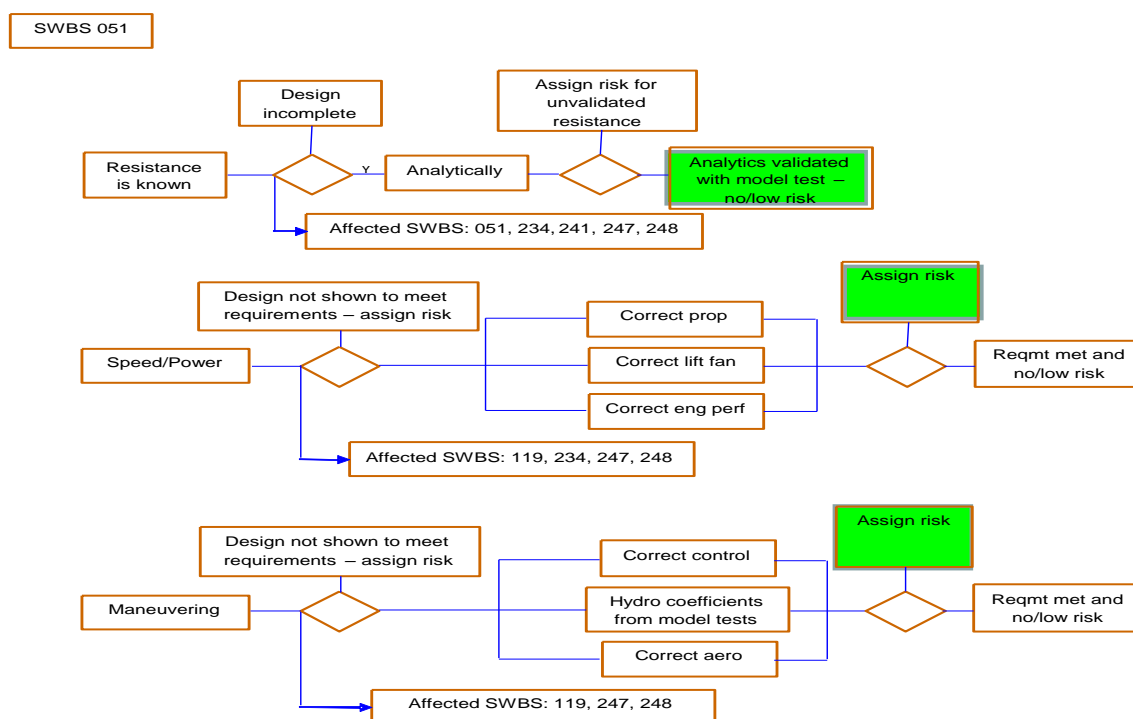 SWBS 051
Design
incomplete
Assign risk for
unvalidated
resistance
Resistance
is known
Y
Analytically
Analytics validated
with model test –
no/low risk
Affected SWBS: 051, 234, 241, 247, 248
Design not shown to meet
requirements – assign risk
Assign risk
Correct prop
Speed/Power
Correct lift fan
Reqmt met and
no/low risk
Correct eng perf
Affected SWBS: 119, 234, 247, 248
Design not shown to meet
requirements – assign risk
Assign risk
Correct control
Maneuvering
Hydro coefficients
from model tests
Reqmt met and
no/low risk
Correct aero
Affected SWBS: 119, 247, 248